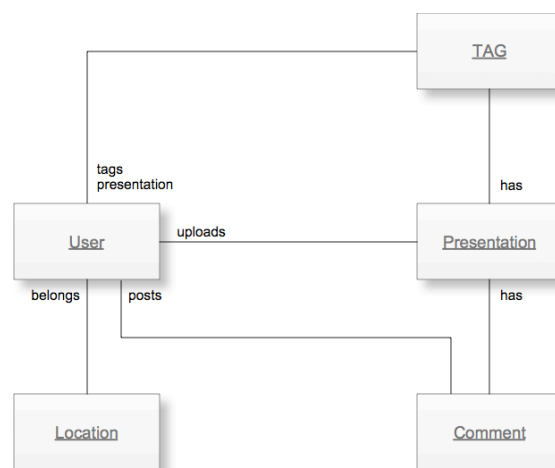 TAG
tags
presentation
has
User
uploads
Presentation
belongs
posts
has
Location
Comment